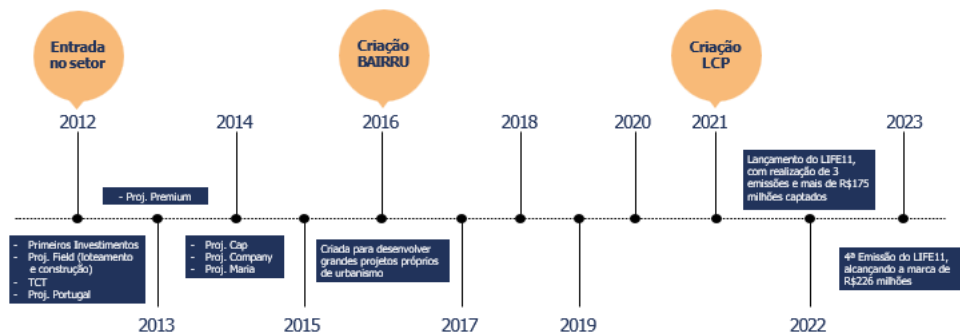 Entrada
no setor
Criação
BAIRRU
Criação
LCP
2012
2014
2016
2018
2020
2021
2023
- Proj. Premium
Lançamento do LIFE11,
com realização de 3
emissões e mais de R$175
milhões captados
- Primeiros Investimentos
- Proj. Field (loteamento
e construção)
- TCT
- Proj. Portugal
- Proj. Cap
- Proj. Company
- Proj. Maria
Criada para desenvolver
grandes projetos próprios
de urbanismo
4ª Emissão do LIFE11,
alcançando a marca de
R$226 milhões
2013
2015
2017
2019
2022